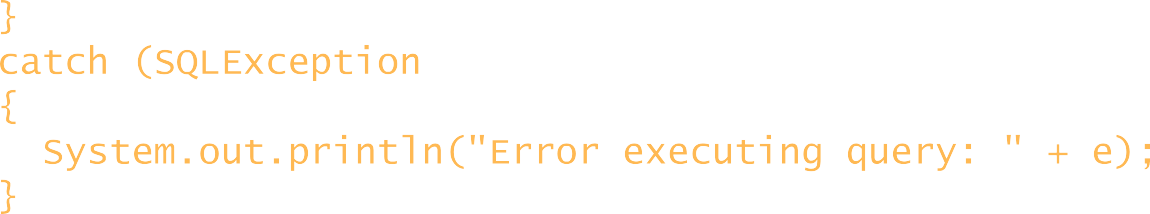 }
catch (SQLException
{
  System.out.println("Error executing query: " + e);
}